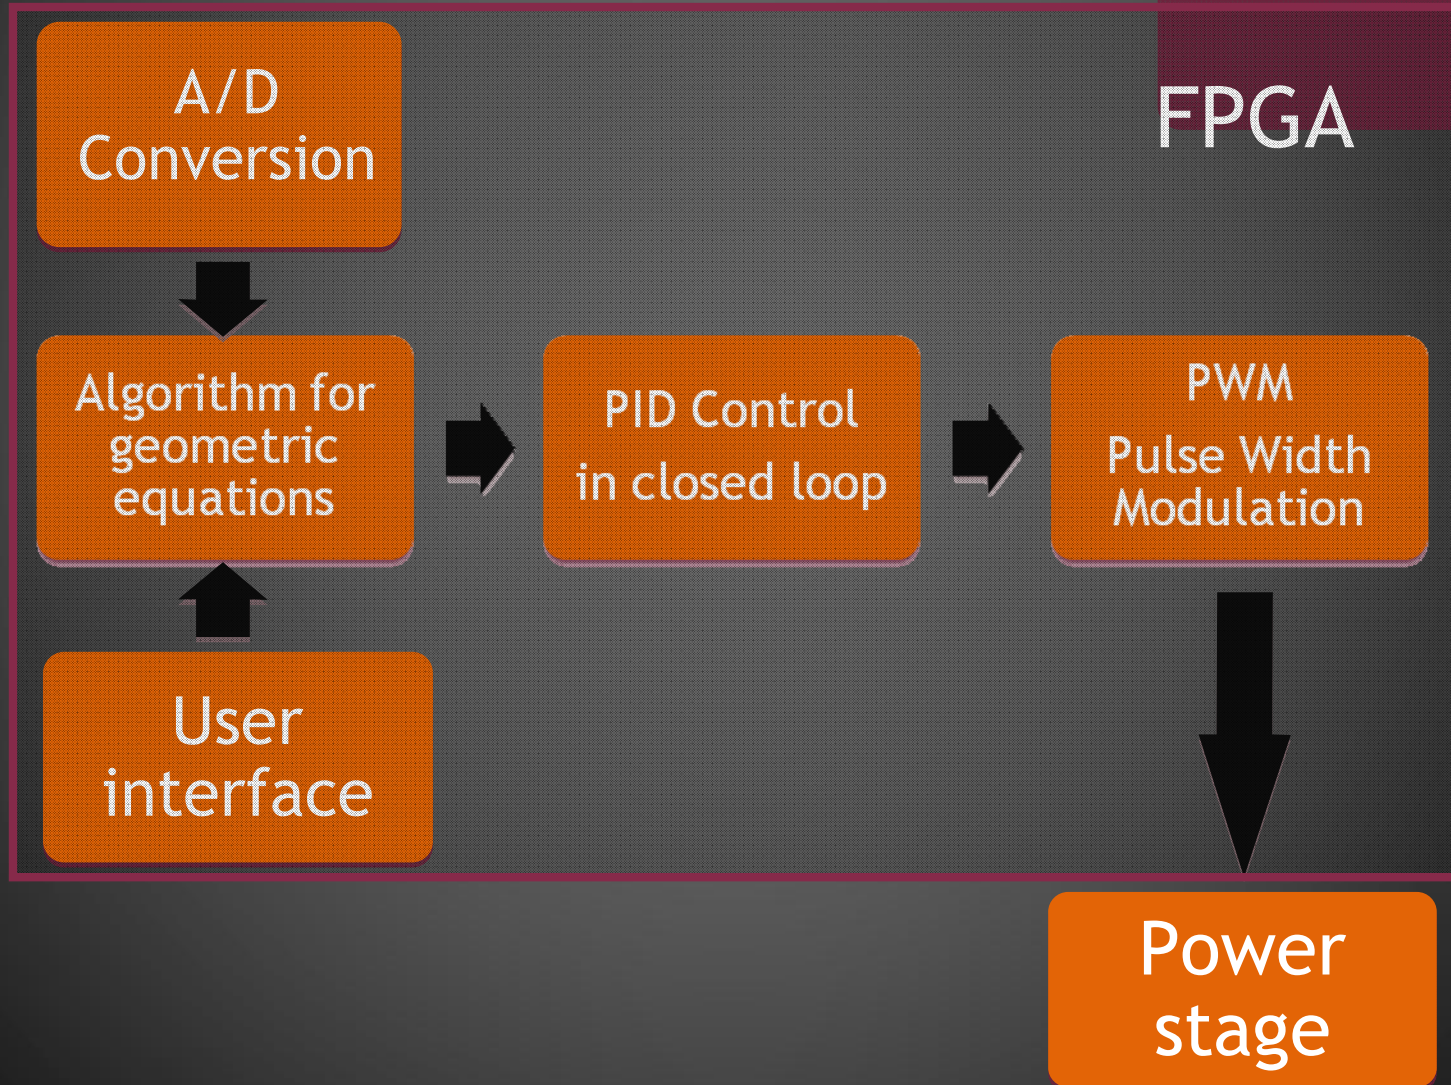 A/D
Conversion
FPGA
Algorithm for
geometric
equations
PID Control
in closed loop
PWM
Pulse Width
Modulation
User
interface
Power
stage